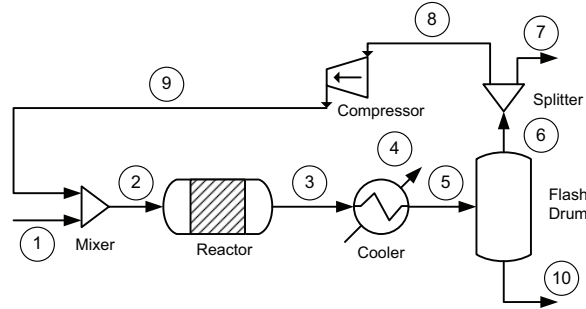 8
7
9
Compressor
Splitter
4
6
2
3
5
Flash
Drum
1
Mixer
Reactor
Cooler
10